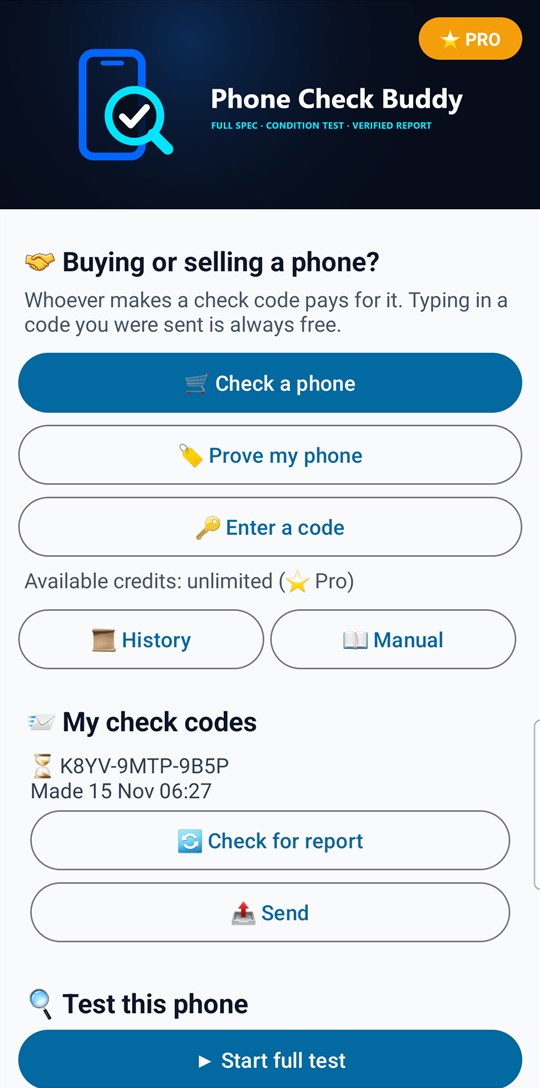 ⭐ PRO
Phone Check Buddy
FULL SPEC · CONDITION TEST · VERIFIED REPORT
🤝 Buying or selling a phone?
Whoever makes a check code pays for it. Typing in a
code you were sent is always free.
🛒 Check a phone
🏷️ Prove my phone
🔑 Enter a code
Available credits: unlimited (⭐ Pro)
📜 History
📖 Manual
📨 My check codes
⏳ K8YV-9MTP-9B5P
Made 15 Nov 06:27
🔄 Check for report
📤 Send
🔍 Test this phone
► Start full test